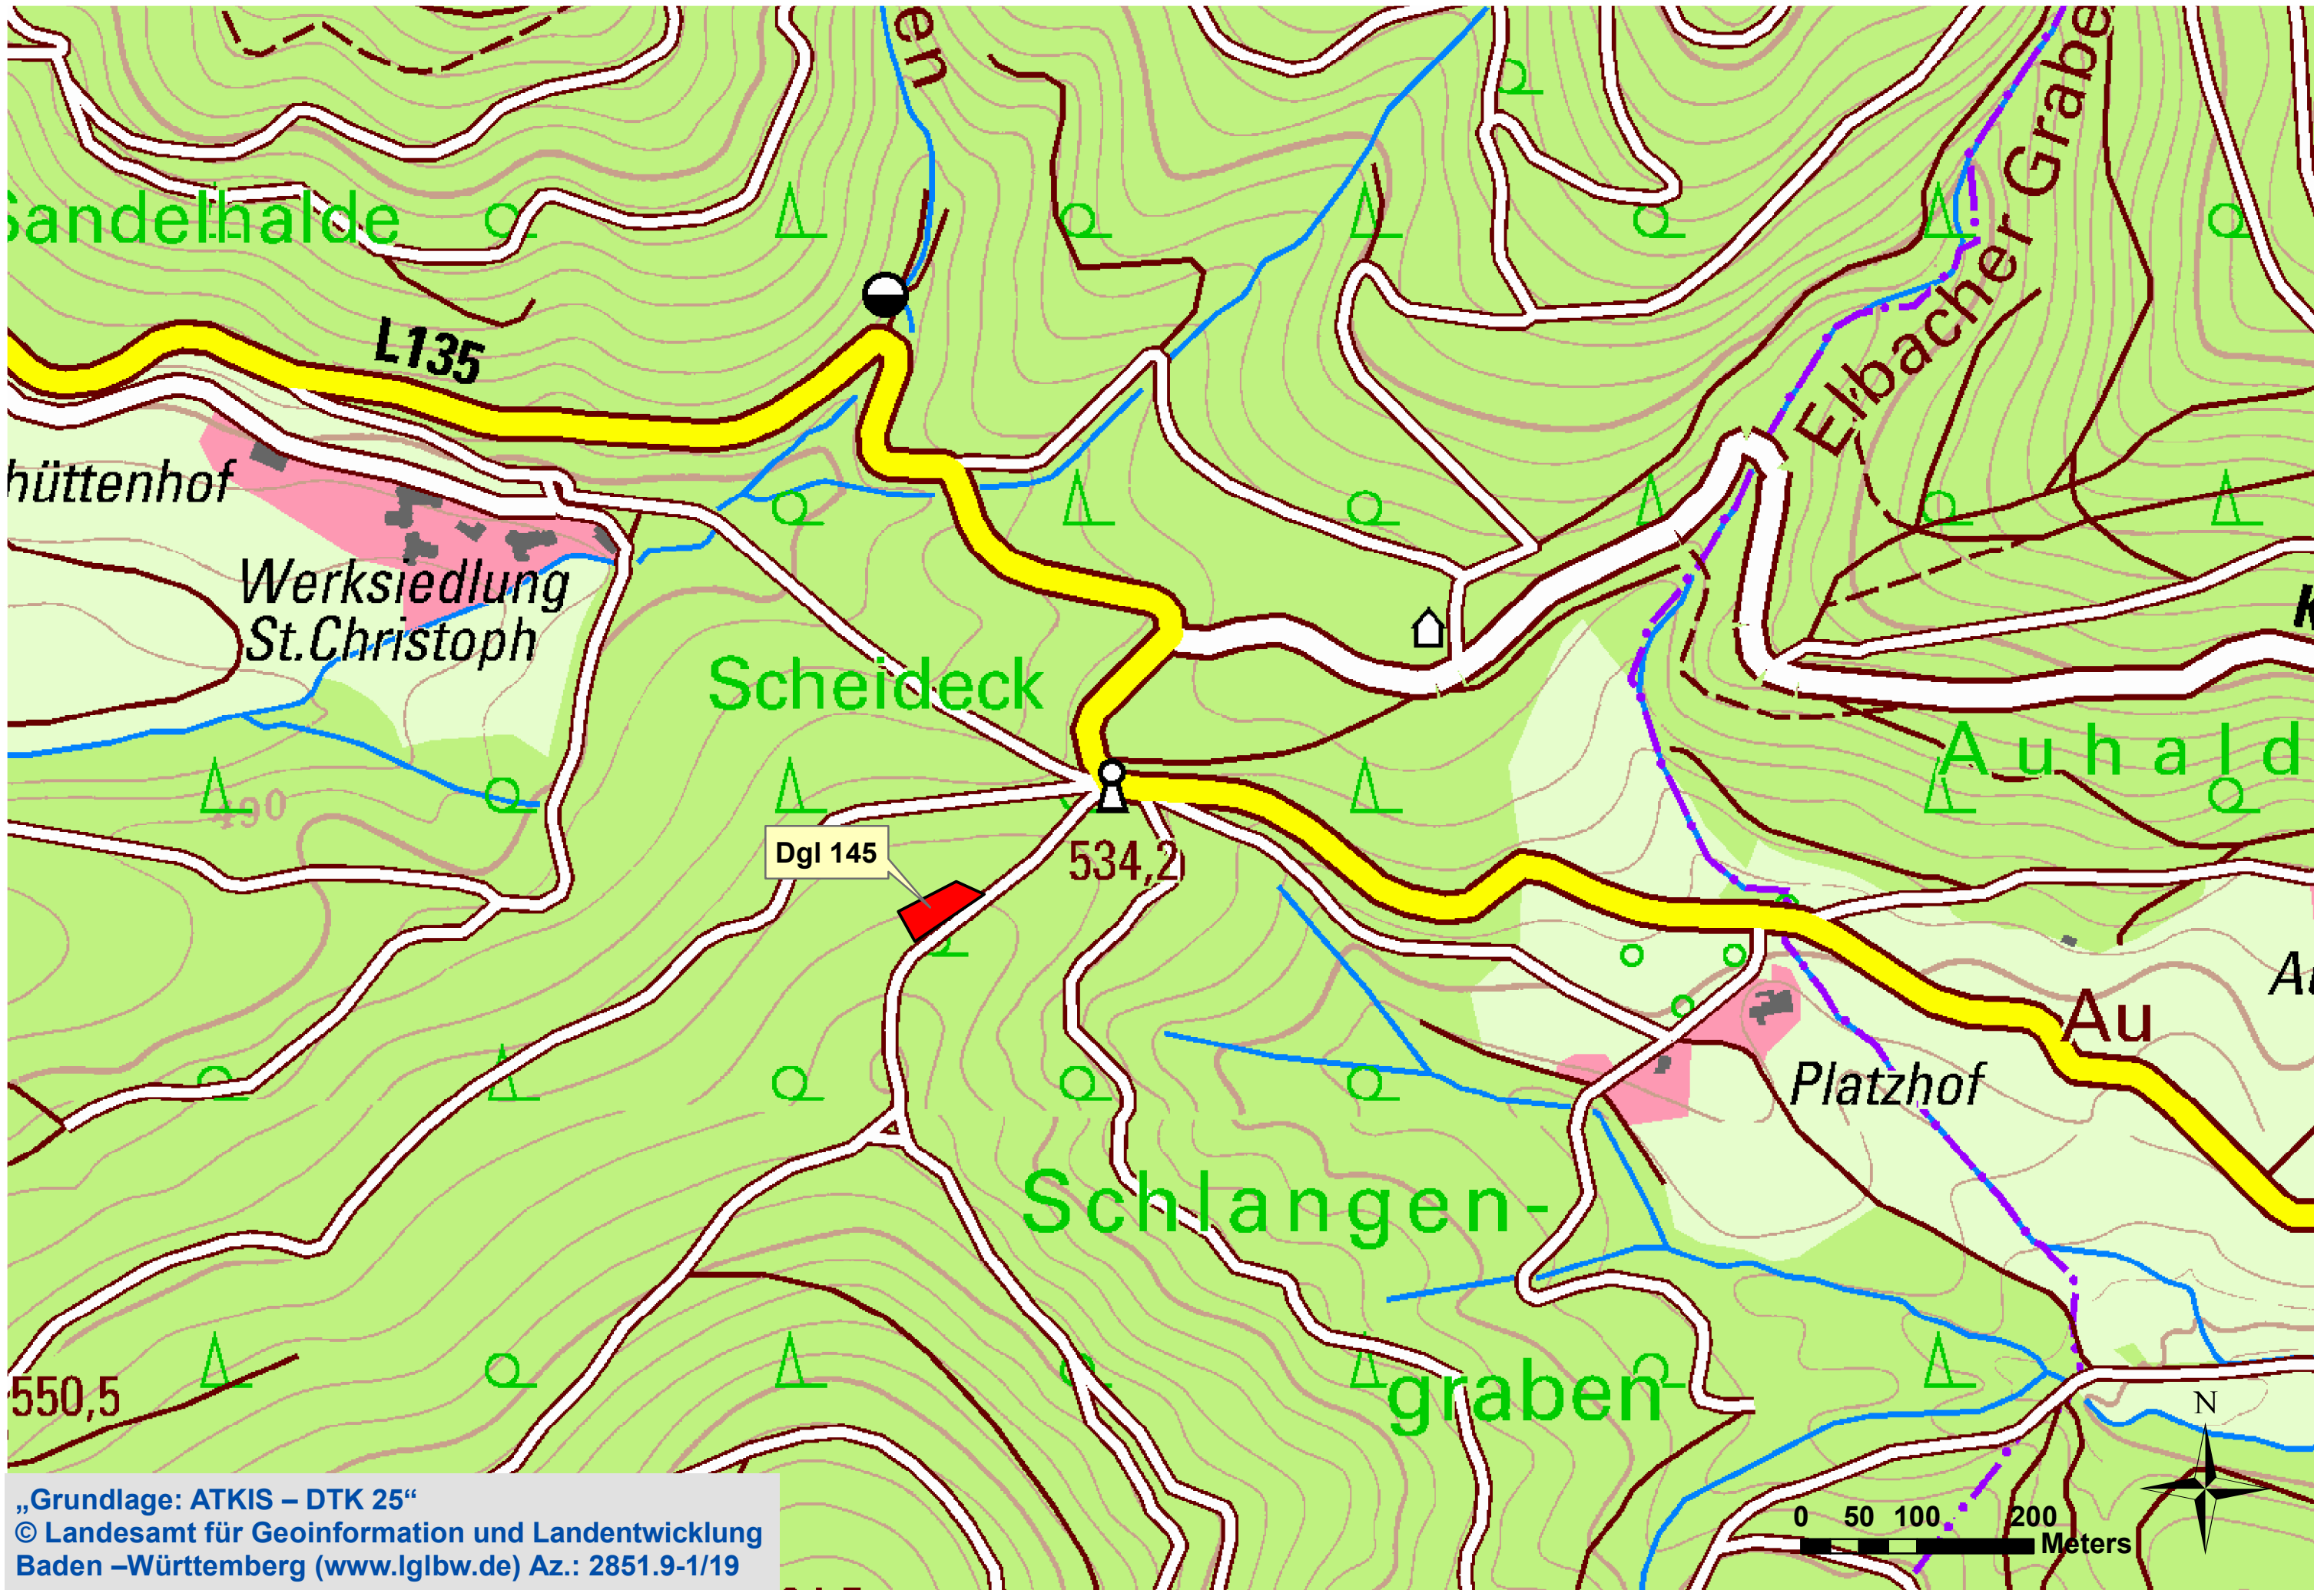 en
Elbacher Grabe
Sandelhalde
L135
hüttenhof
Werksiedlung
St.Christoph
Scheideck
K
Auhald
490
Dgl 145
534,2
Au
Platzhof
Schlangen-
graben
550,5
N
0 50 100 200
Meters
„Grundlage: ATKIS – DTK 25“
© Landesamt für Geoinformation und Landentwicklung
Baden –Württemberg (www.lglbw.de) Az.: 2851.9-1/19